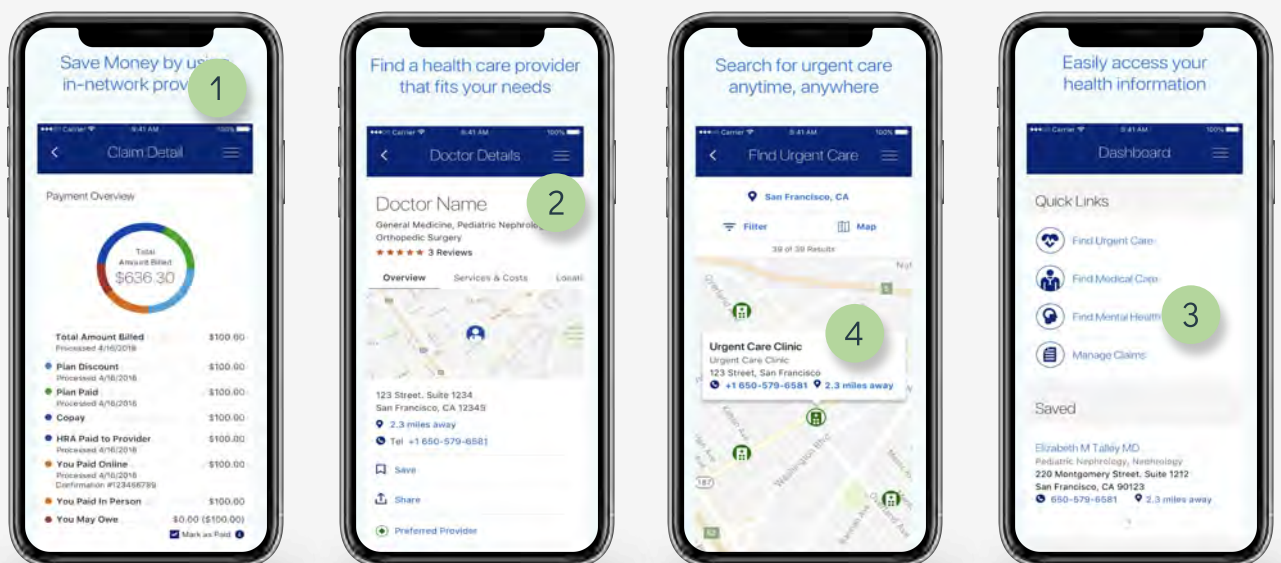 Save Money by using
in-network prov
1
Carrier 9:41 AM 100%
Claim Detail
Payment Overview
Total
Amount Billed
$636.30
Total Amount Billed $100.00
Processed 4/16/2016
Plan Discount $100.00
Processed 4/16/2016
Plan Paid $100.00
Processed 4/16/2016
Copay $100.00
HRA Paid to Provider $100.00
Processed 4/16/2016
You Paid Online $100.00
Processed 4/16/2016
Confirmation #123456789
You Paid In Person $100.00
You May Owe $0.00 ($100.00)
Mark as Paid
Find a health care provider
that fits your needs
Carrier 9:41 AM 100%
Doctor Details
2
Doctor Name
General Medicine, Pediatric Nephrolo
Orthopedic Surgery
3 Reviews
Overview Services & Costs Locati
123 Street. Suite 1234
San Francisco, CA 12345
2.3 miles away
Tel +1 650-579-6581
Save
Share
Preferred Provider
Search for urgent care
anytime, anywhere
Carrier 9:41 AM 100%
Find Urgent Care
San Francisco, CA
Filter Map
39 of 39 Results
4
Urgent Care Clinic
Urgent Care Clinic
123 Street, San Francisco
+1 650-579-6581 2.3 miles away
Wellington Blvd
187
Easily access your
health information
Carrier 9:41 AM 100%
Dashboard
Quick Links
Find Urgent Care
Find Medical Care
Find Mental Health
3
Manage Claims
Saved
Elizabeth M Talley MD
Pediatric Nephrology, Nephrology
220 Montgomery Street. Suite 1212
San Francisco, CA 90123
650-579-6581 2.3 miles away